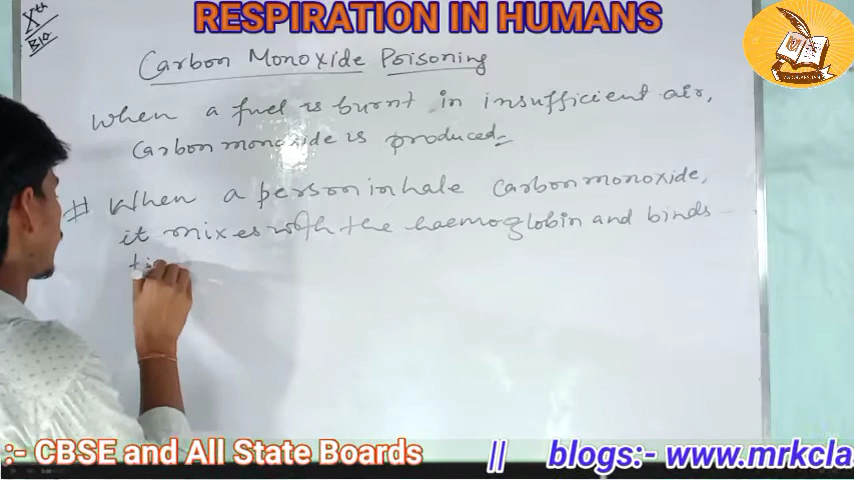 RESPIRATION IN HUMANS
Xth
BIO
Carbon Monoxide Poisoning
When a fuel is burnt in insufficient air,
Carbon monoxide is produced
# When a person inhale carbon monoxide,
it mixes with the haemoglobin and binds
ti
:- CBSE and All State Boards || blogs:- www.mrkcla